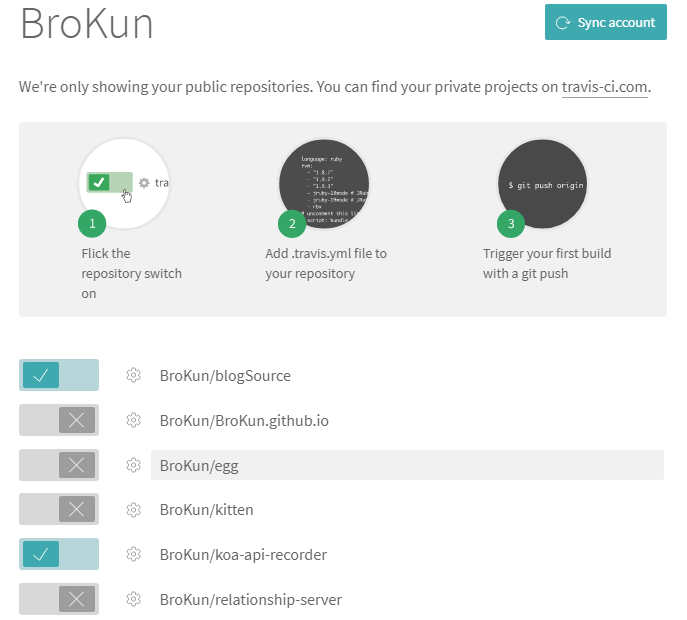 BroKun
Sync account
We're only showing your public repositories. You can find your private projects on travis-ci.com.
tra
language: ruby
rvm:
- "1.8.7"
- "1.9.2"
- "1.9.3"
- jruby-18mode # JRu
- jruby-19mode # JRu
- rbx
# uncomment this li
script: bundle
$ git push origin
1
2
3
Flick the
repository switch
on
Add .travis.yml file to
your repository
Trigger your first build
with a git push
BroKun/blogSource
BroKun/BroKun.github.io
BroKun/egg
BroKun/kitten
BroKun/koa-api-recorder
BroKun/relationship-server